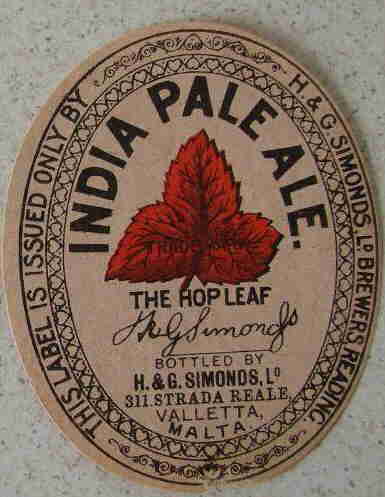 THIS LABEL IS ISSUED ONLY BY H. & G. SIMONDS, LD BREWERS READING
INDIA PALE ALE.
TRADE MARK
THE HOP LEAF
H & G Simonds
BOTTLED BY
H. & G. SIMONDS, LD
311 STRADA REALE,
VALLETTA,
MALTA.